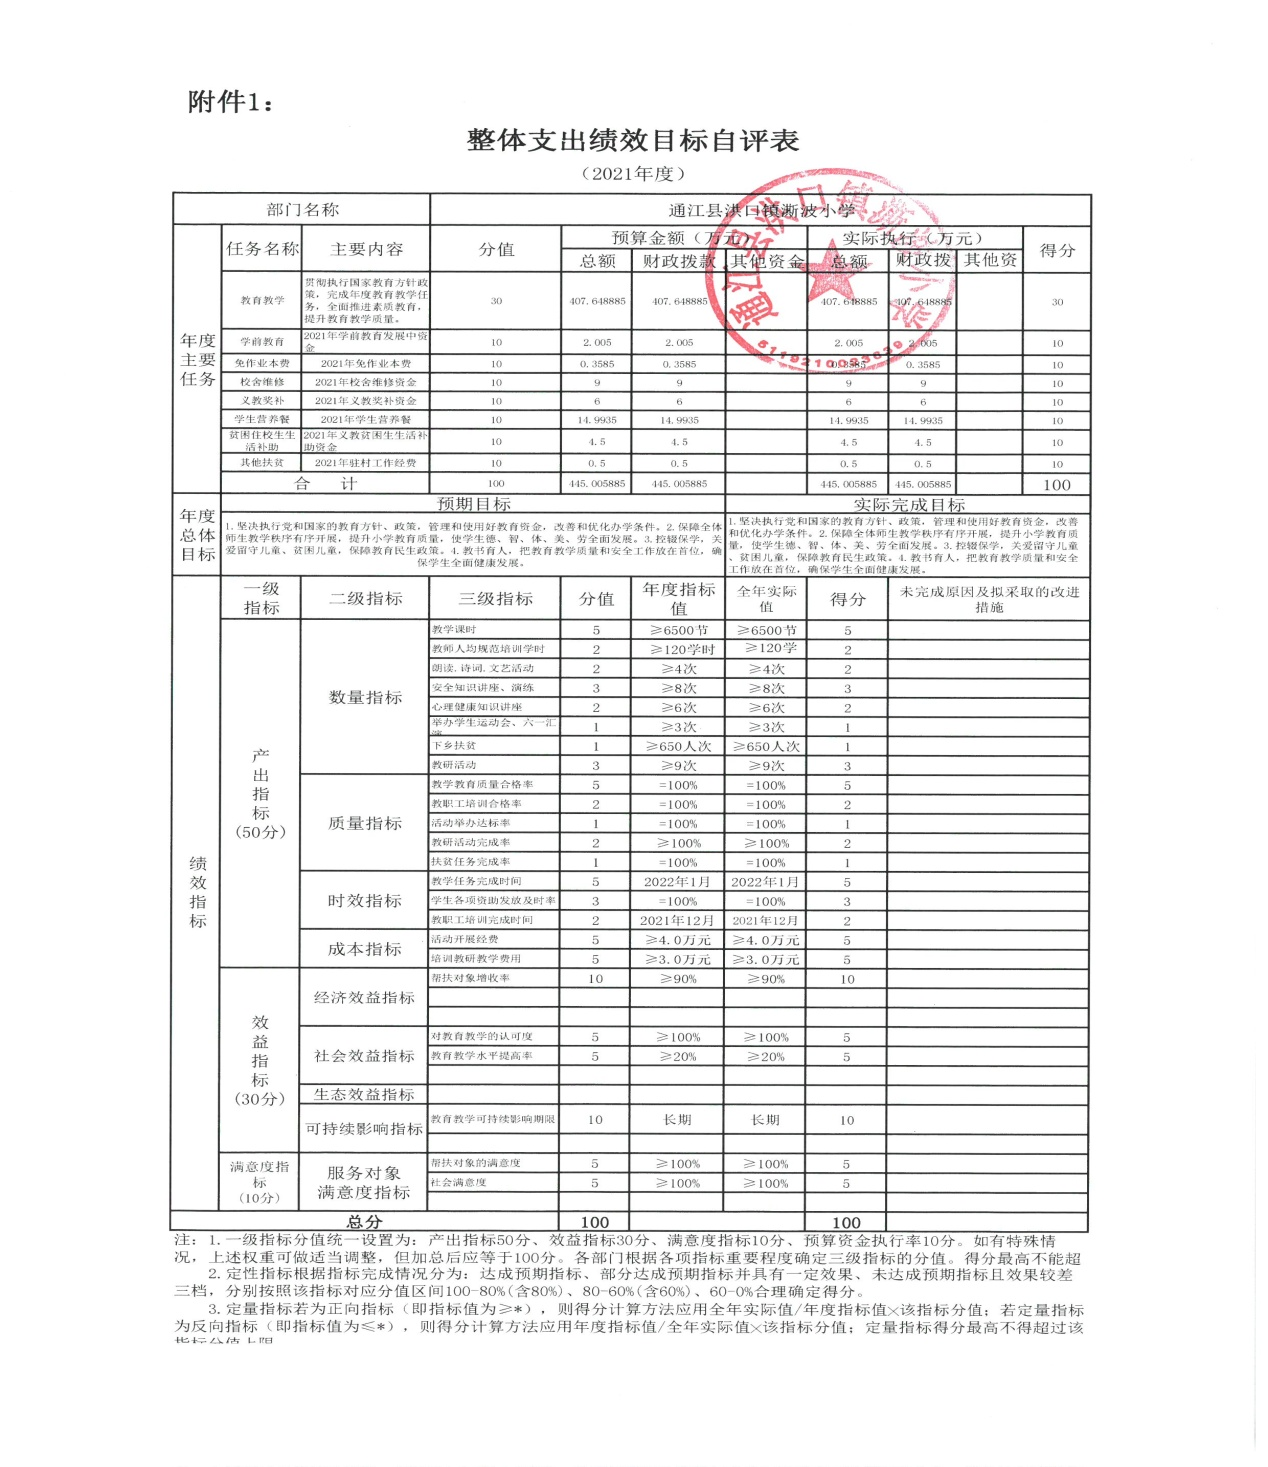 附件1：
整体支出绩效目标自评表
（2021年度）
部门名称 通江县洪口镇澌波小学
年度主要任务 任务名称 主要内容 分值 预算金额（万元） 实际执行（万元） 得分
总额 财政拨款 其他资金 总额 财政拨 其他资
教育教学 贯彻执行国家教育方针政策，完成年度教育教学任务，全面推进素质教育，提升教育教学质量。 30 407.648885 407.648885 407.648885 407.648885 30
学前教育 2021年学前教育发展中资金 10 2.005 2.005 2.005 2.005 10
免作业本费 2021年免作业本费 10 0.3585 0.3585 0.3585 0.3585 10
校舍维修 2021年校舍维修资金 10 9 9 9 9 10
义教奖补 2021年义教奖补资金 10 6 6 6 6 10
学生营养餐 2021年学生营养餐 10 14.9935 14.9935 14.9935 14.9935 10
贫困住校生生活补助 2021年义教贫困生生活补助资金 10 4.5 4.5 4.5 4.5 10
其他扶贫 2021年驻村工作经费 10 0.5 0.5 0.5 0.5 10
合 计 100 445.005885 445.005885 445.005885 445.005885 100
年度总体目标 预期目标 实际完成目标
1.坚决执行党和国家的教育方针、政策，管理和使用好教育资金，改善和优化办学条件。2.保障全体师生教学秩序有序开展，提升小学教育质量，使学生德、智、体、美、劳全面发展。3.控辍保学，关爱留守儿童、贫困儿童，保障教育民生政策。4.教书育人，把教育教学质量和安全工作放在首位，确保学生全面健康发展。
1.坚决执行党和国家的教育方针、政策，管理和使用好教育资金，改善和优化办学条件。2.保障全体师生教学秩序有序开展，提升小学教育质量，使学生德、智、体、美、劳全面发展。3.控辍保学，关爱留守儿童、贫困儿童，保障教育民生政策。4.教书育人，把教育教学质量和安全工作放在首位，确保学生全面健康发展。
绩效指标 一级指标 二级指标 三级指标 分值 年度指标值 全年实际值 得分 未完成原因及拟采取的改进措施
产出指标（50分） 数量指标 教学课时 5 ≥6500节 ≥6500节 5
教师人均规范培训学时 2 ≥120学时 ≥120学 2
朗读.诗词.文艺活动 2 ≥4次 ≥4次 2
安全知识讲座、演练 3 ≥8次 ≥8次 3
心理健康知识讲座 2 ≥6次 ≥6次 2
举办学生运动会、六一汇演 1 ≥3次 ≥3次 1
下乡扶贫 1 ≥650人次 ≥650人次 1
教研活动 3 ≥9次 ≥9次 3
质量指标 教学教育质量合格率 5 =100% =100% 5
教职工培训合格率 2 =100% =100% 2
活动举办达标率 1 =100% =100% 1
教研活动完成率 2 ≥100% ≥100% 2
扶贫任务完成率 1 =100% =100% 1
时效指标 教学任务完成时间 5 2022年1月 2022年1月 5
学生各项资助发放及时率 3 =100% =100% 3
教职工培训完成时间 2 2021年12月 2021年12月 2
成本指标 活动开展经费 5 ≥4.0万元 ≥4.0万元 5
培训教研教学费用 5 ≥3.0万元 ≥3.0万元 5
效益指标（30分） 经济效益指标 帮扶对象增收率 10 ≥90% ≥90% 10
社会效益指标 对教育教学的认可度 5 ≥100% ≥100% 5
教育教学水平提高率 5 ≥20% ≥20% 5
生态效益指标
可持续影响指标 教育教学可持续影响期限 10 长期 长期 10
满意度指标（10分） 服务对象满意度指标 帮扶对象的满意度 5 ≥100% ≥100% 5
社会满意度 5 ≥100% ≥100% 5
总分 100 100
注：1.一级指标分值统一设置为：产出指标50分、效益指标30分、满意度指标10分、预算资金执行率10分。如有特殊情
况，上述权重可做适当调整，但加总后应等于100分。各部门根据各项指标重要程度确定三级指标的分值。得分最高不能超
2.定性指标根据指标完成情况分为：达成预期指标、部分达成预期指标并具有一定效果、未达成预期指标且效果较差
三档，分别按照该指标对应分值区间100-80%(含80%)、80-60%(含60%)、60-0%合理确定得分。
3.定量指标若为正向指标（即指标值为≥*），则得分计算方法应用全年实际值/年度指标值×该指标分值；若定量指标
为反向指标（即指标值为≤*），则得分计算方法应用年度指标值/全年实际值×该指标分值；定量指标得分最高不得超过该
指标分值上限
通江县洪口镇澌波小学
5119210023639